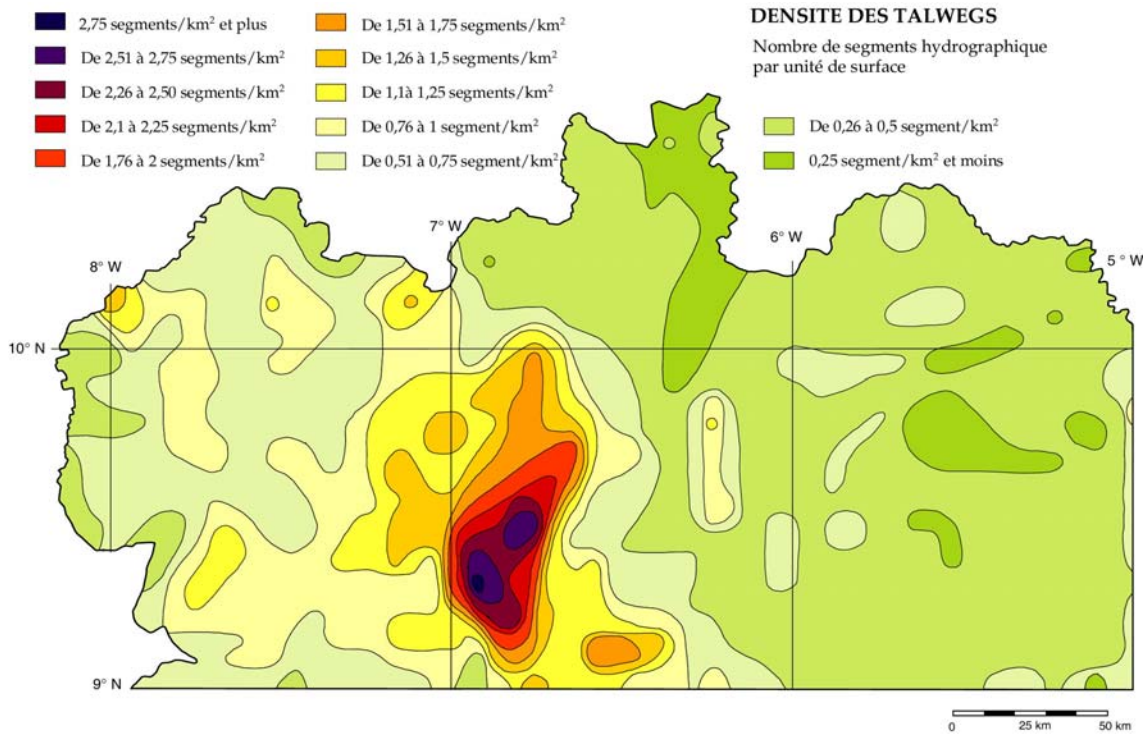 DENSITE DES TALWEGS
Nombre de segments hydrographique
par unité de surface
2,75 segments/km² et plus
De 2,51 à 2,75 segments/km²
De 2,26 à 2,50 segments/km²
De 2,1 à 2,25 segments/km²
De 1,76 à 2 segments/km²
De 1,51 à 1,75 segments/km²
De 1,26 à 1,5 segments/km²
De 1,1à 1,25 segments/km²
De 0,76 à 1 segment/km²
De 0,51 à 0,75 segment/km²
De 0,26 à 0,5 segment/km²
0,25 segment/km² et moins
8° W
7° W
6° W
5 ° W
10° N
9° N
0 25 km 50 km